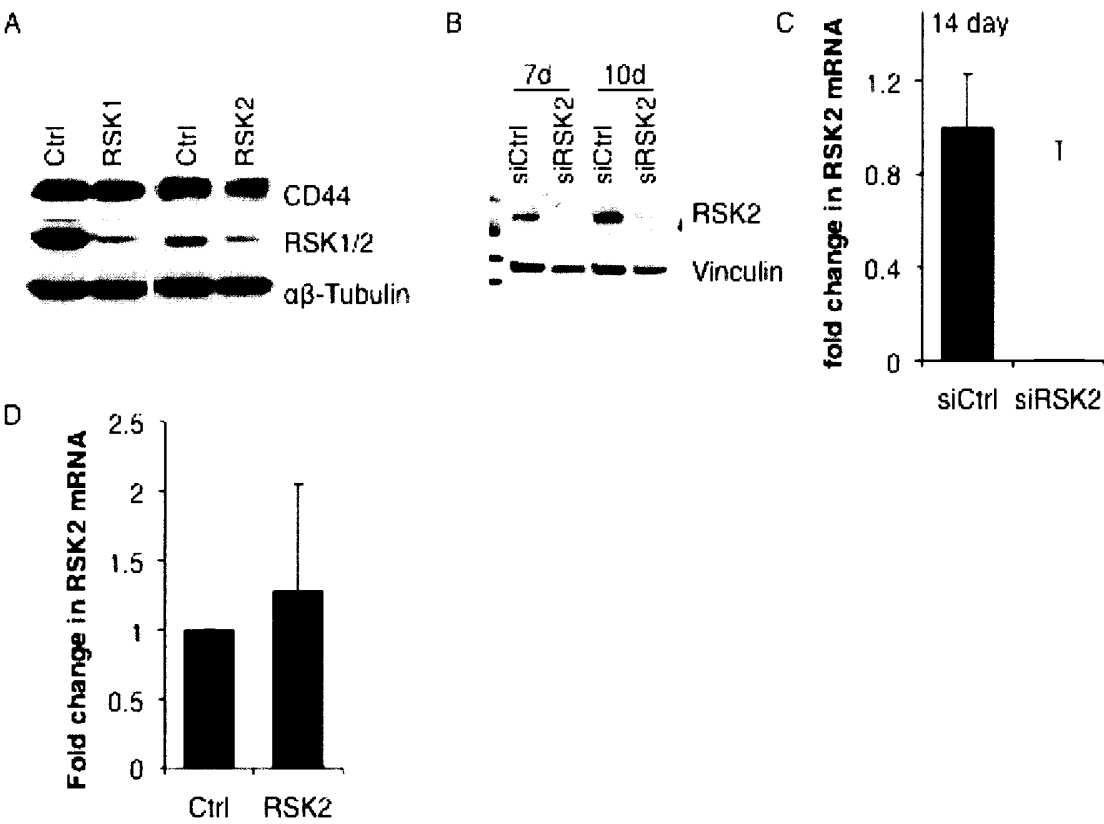 A
Ctrl
RSK1
Ctrl
RSK2
CD44
RSK1/2
αβ-Tubulin
B
7d
10d
siCtrl
siRSK2
siCtrl
siRSK2
RSK2
Vinculin
C
14 day
fold change in RSK2 mRNA
1.2
0.8
0.4
0
siCtrl
siRSK2
D
Fold change in RSK2 mRNA
2.5
2
1.5
1
0.5
0
Ctrl
RSK2